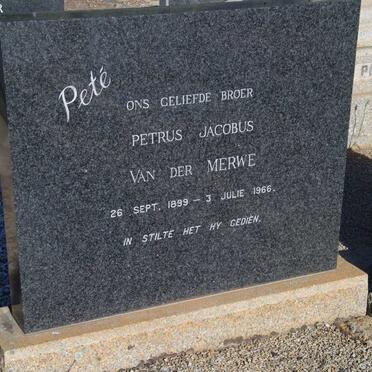 Peté
ONS GELIEFDE BROER
PETRUS JACOBUS
VAN DER MERWE
26 SEPT. 1899 — 3 JULIE 1966.
IN STILTE HET HY GEDIEN.